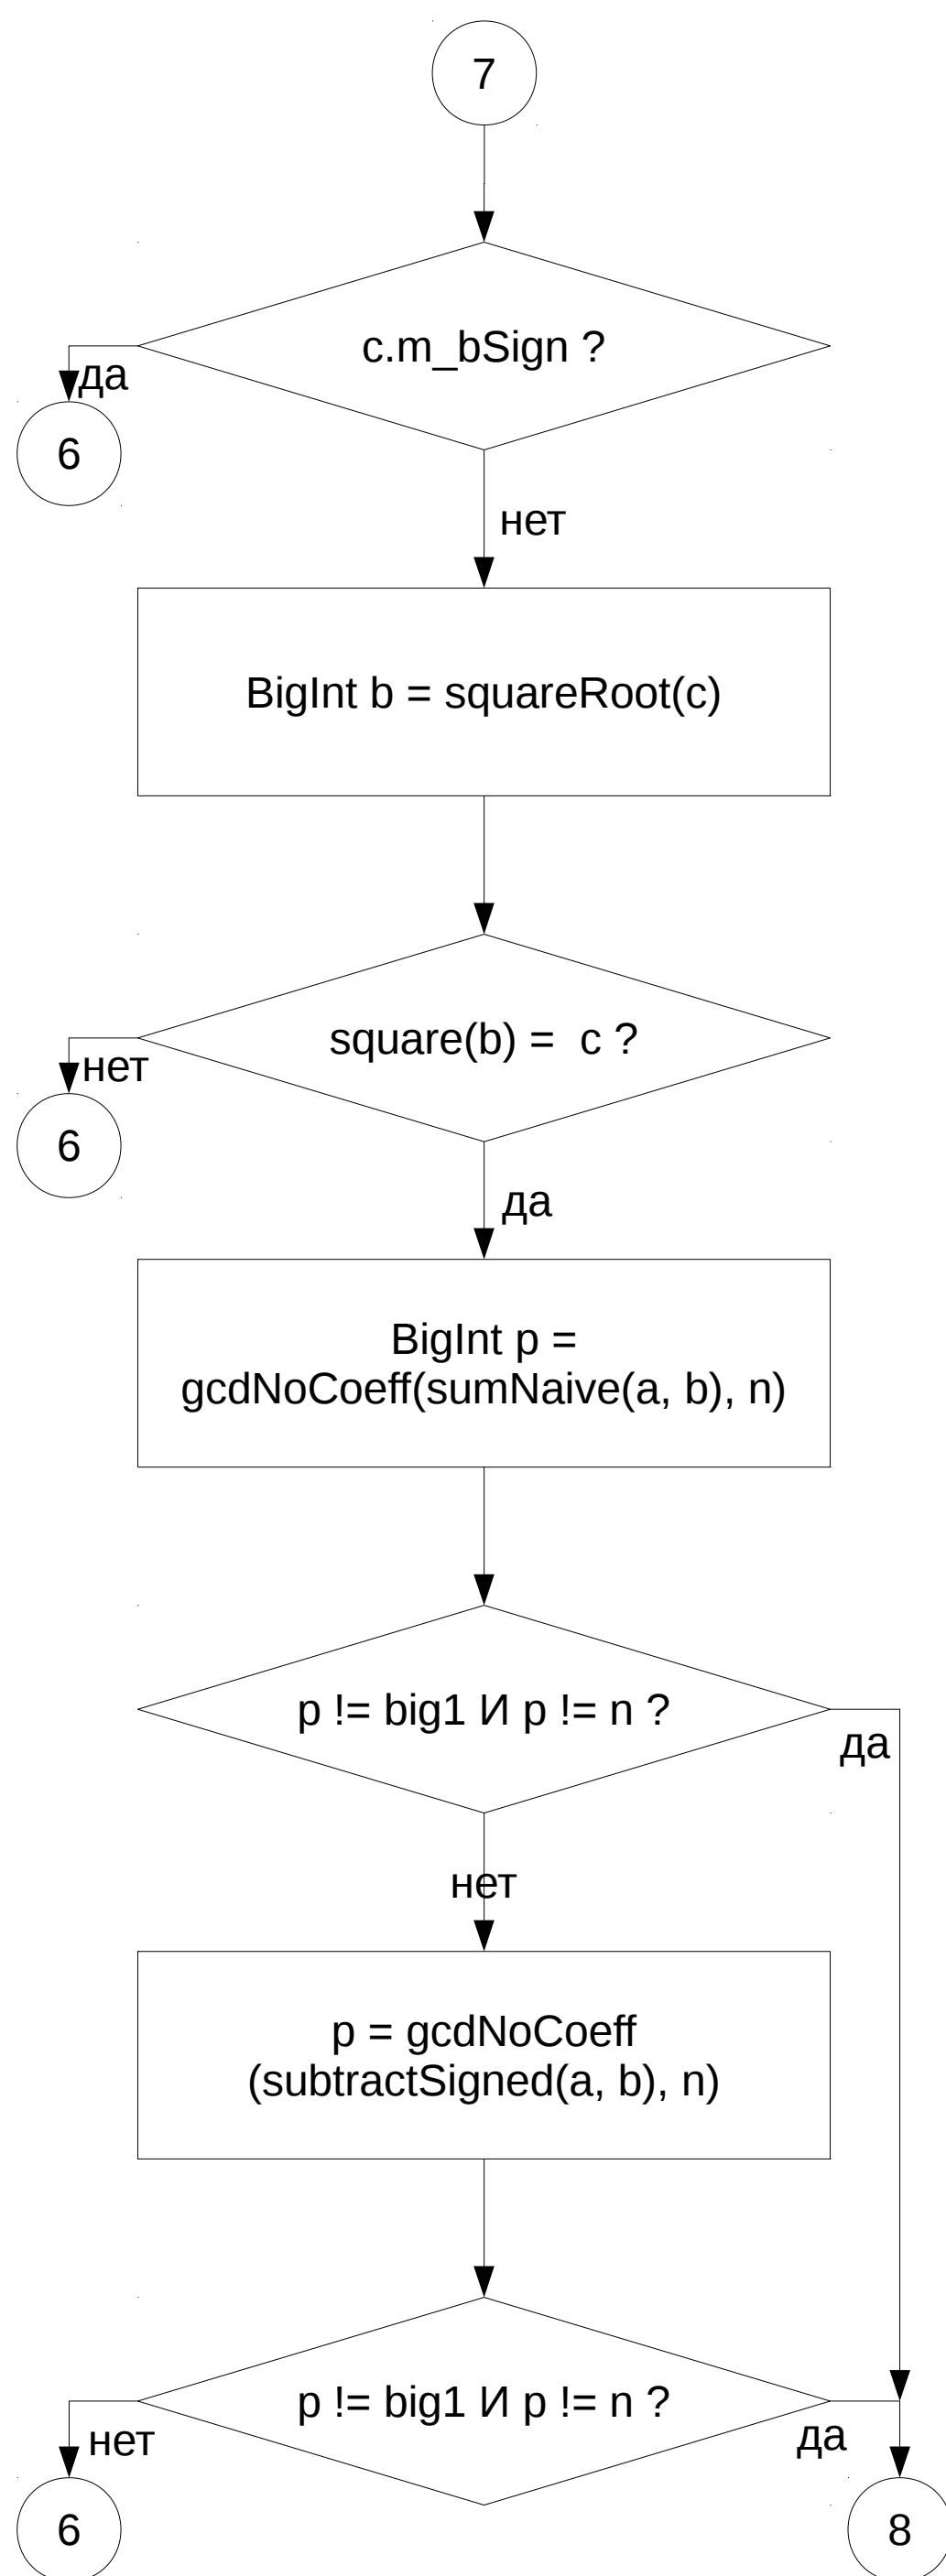 7
c.m_bSign ?
да
6
нет
BigInt b = squareRoot(c)
square(b) =  c ?
нет
6
да
BigInt p =
gcdNoCoeff(sumNaive(a, b), n)
p != big1 И p != n ?
да
нет
p = gcdNoCoeff
(subtractSigned(a, b), n)
p != big1 И p != n ?
нет
да
6
8